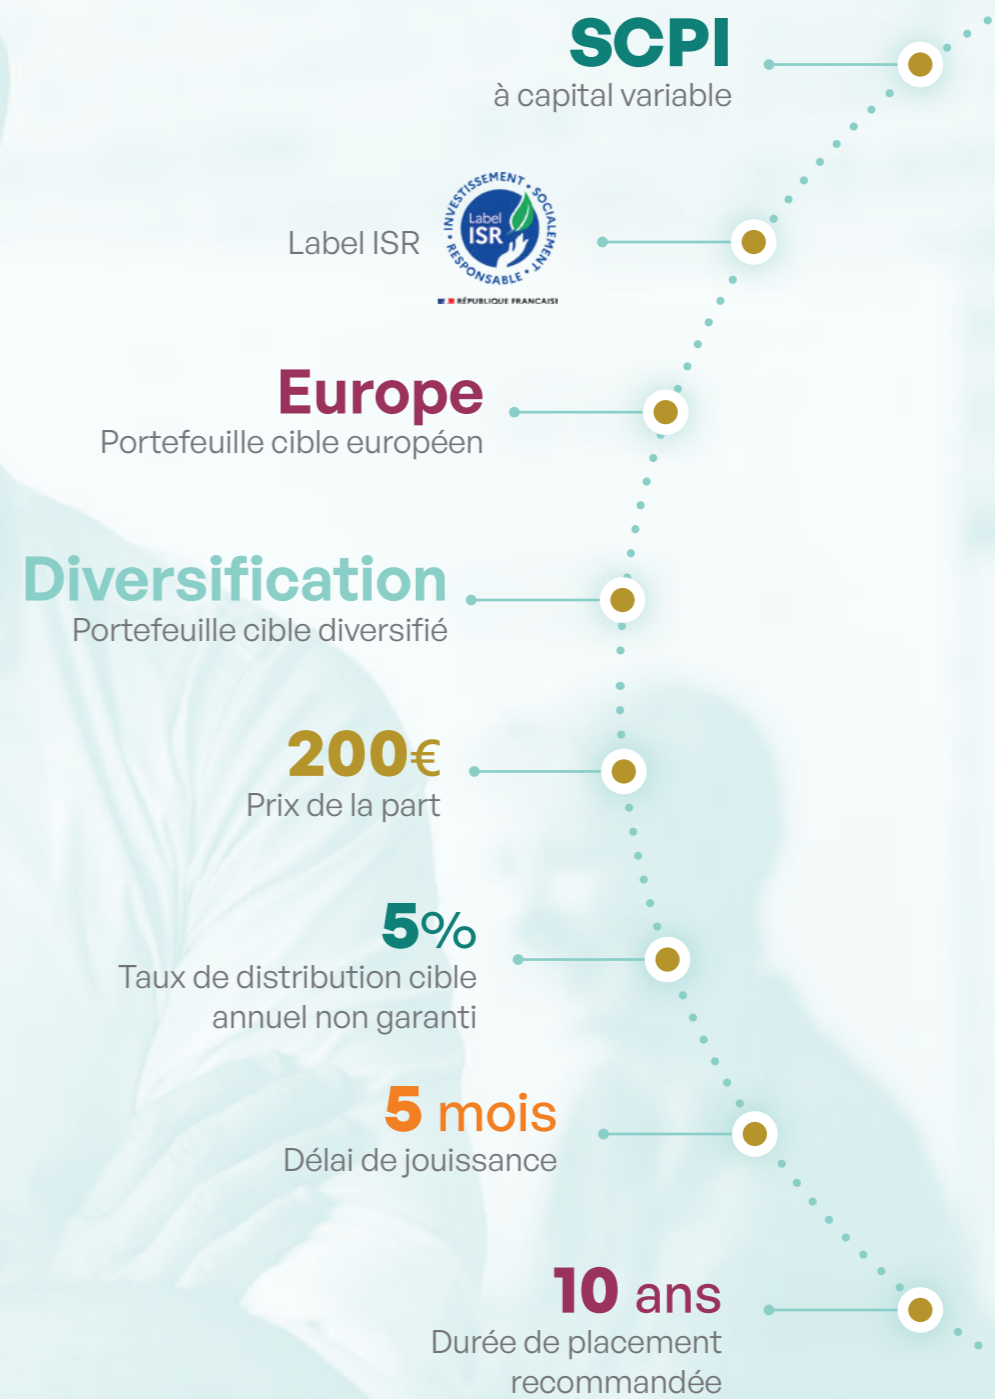 SCPI
à capital variable
Label ISR
INVESTISSEMENT • SOCIALEMENT • RESPONSABLE •
Label
ISR
RÉPUBLIQUE FRANCAISE
Europe
Portefeuille cible européen
Diversification
Portefeuille cible diversifié
200€
Prix de la part
5%
Taux de distribution cible
annuel non garanti
5 mois
Délai de jouissance
10 ans
Durée de placement
recommandée